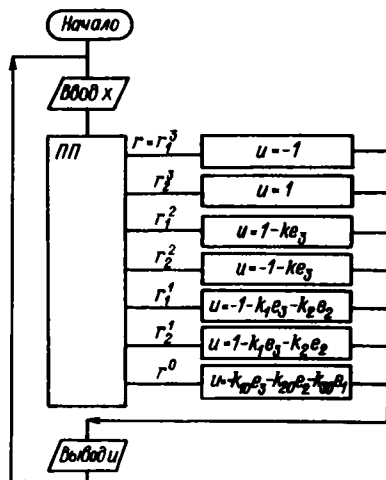 Начало
Ввод x
ПП
r = r₁³
u = -1
r₂³
u = 1
r₁²
u = 1 - ke₃
r₂²
u = -1 - ke₃
r₁¹
u = -1 - k₁e₃ - k₂e₂
r₂¹
u = 1 - k₁e₃ - k₂e₂
r⁰
u = -k₁₀e₃ - k₂₀e₂ - k₃₀e₁
Вывод u